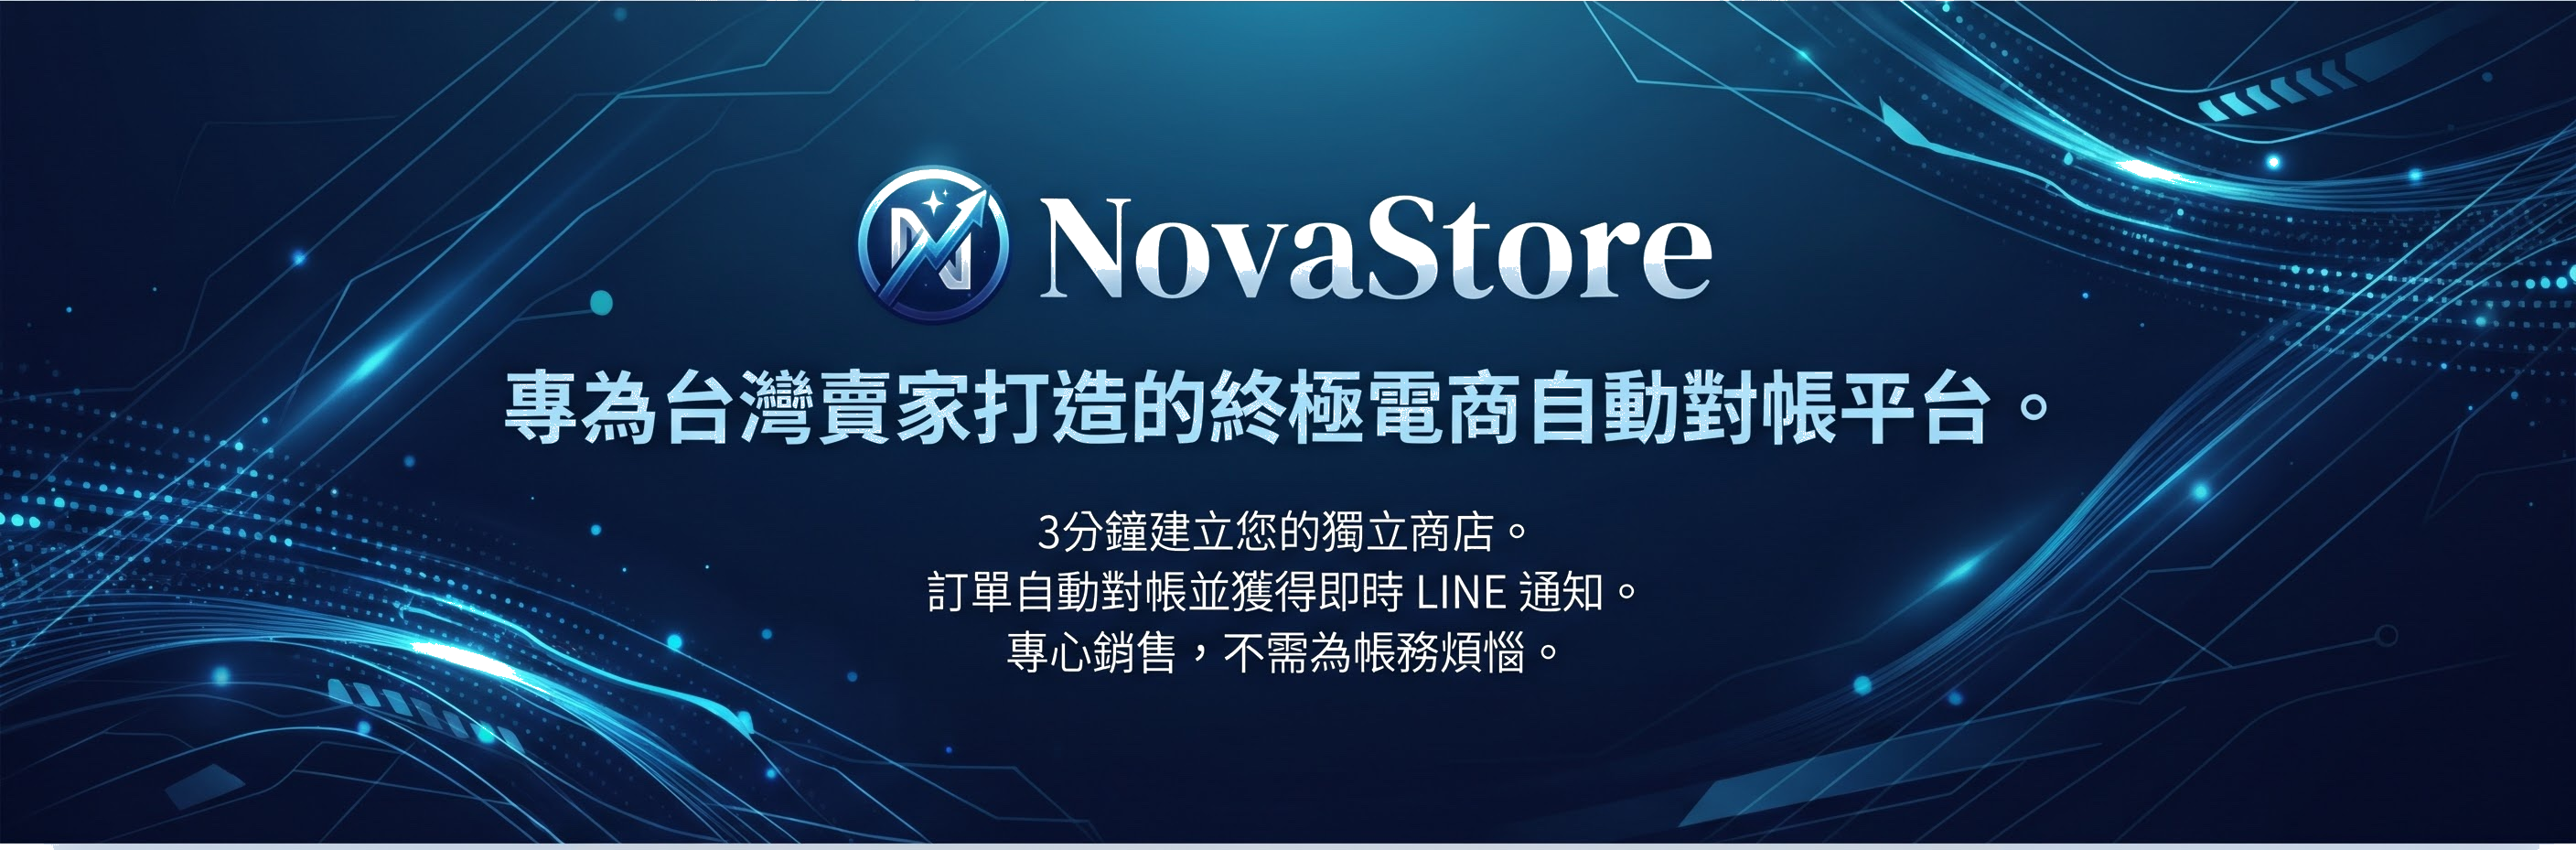 NovaStore
專為台灣賣家打造的終極電商自動對帳平台。
3分鐘建立您的獨立商店。
訂單自動對帳並獲得即時 LINE 通知。
專心銷售，不需為帳務煩惱。